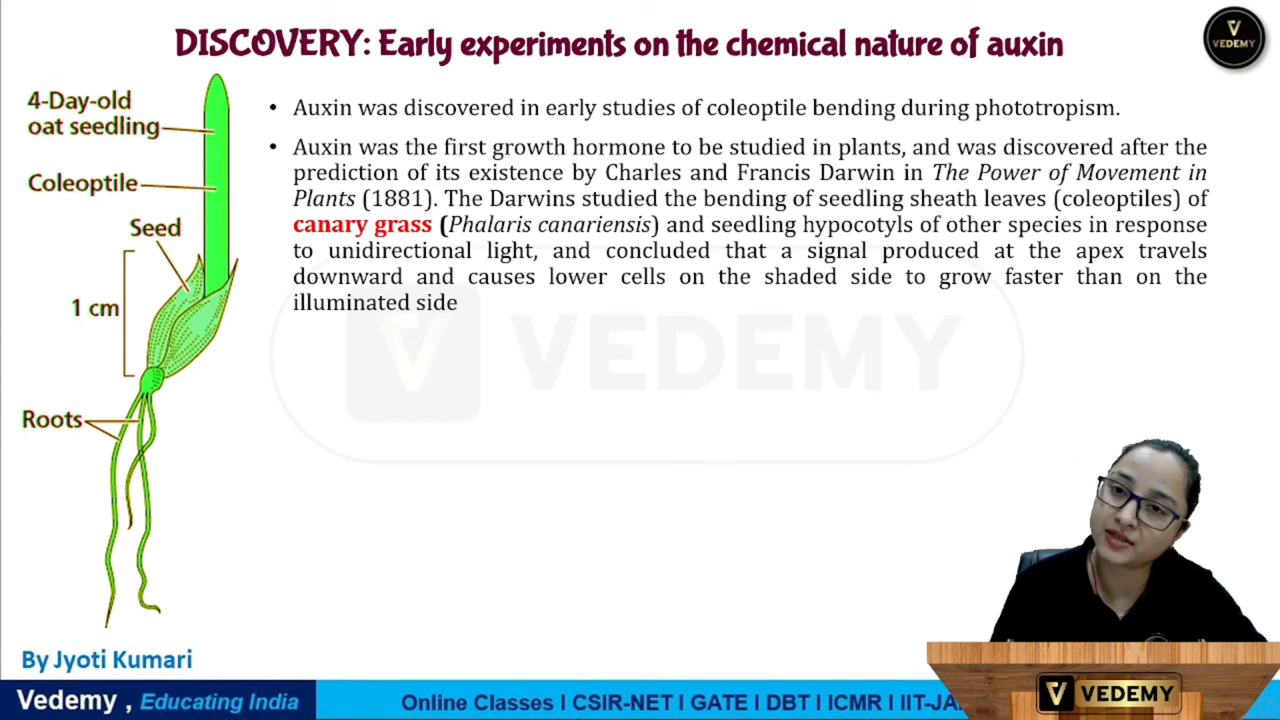 DISCOVERY: Early experiments on the chemical nature of auxin
VEDEMY
4-Day-old
oat seedling
Coleoptile
Seed
1 cm
Roots
• Auxin was discovered in early studies of coleoptile bending during phototropism.
• Auxin was the first growth hormone to be studied in plants, and was discovered after the
prediction of its existence by Charles and Francis Darwin in The Power of Movement in
Plants (1881). The Darwins studied the bending of seedling sheath leaves (coleoptiles) of
canary grass (Phalaris canariensis) and seedling hypocotyls of other species in response
to unidirectional light, and concluded that a signal produced at the apex travels
downward and causes lower cells on the shaded side to grow faster than on the
illuminated side
VEDEMY
By Jyoti Kumari
Vedemy , Educating India
Online Classes I CSIR-NET I GATE I DBT I ICMR I IIT-JA
VEDEMY